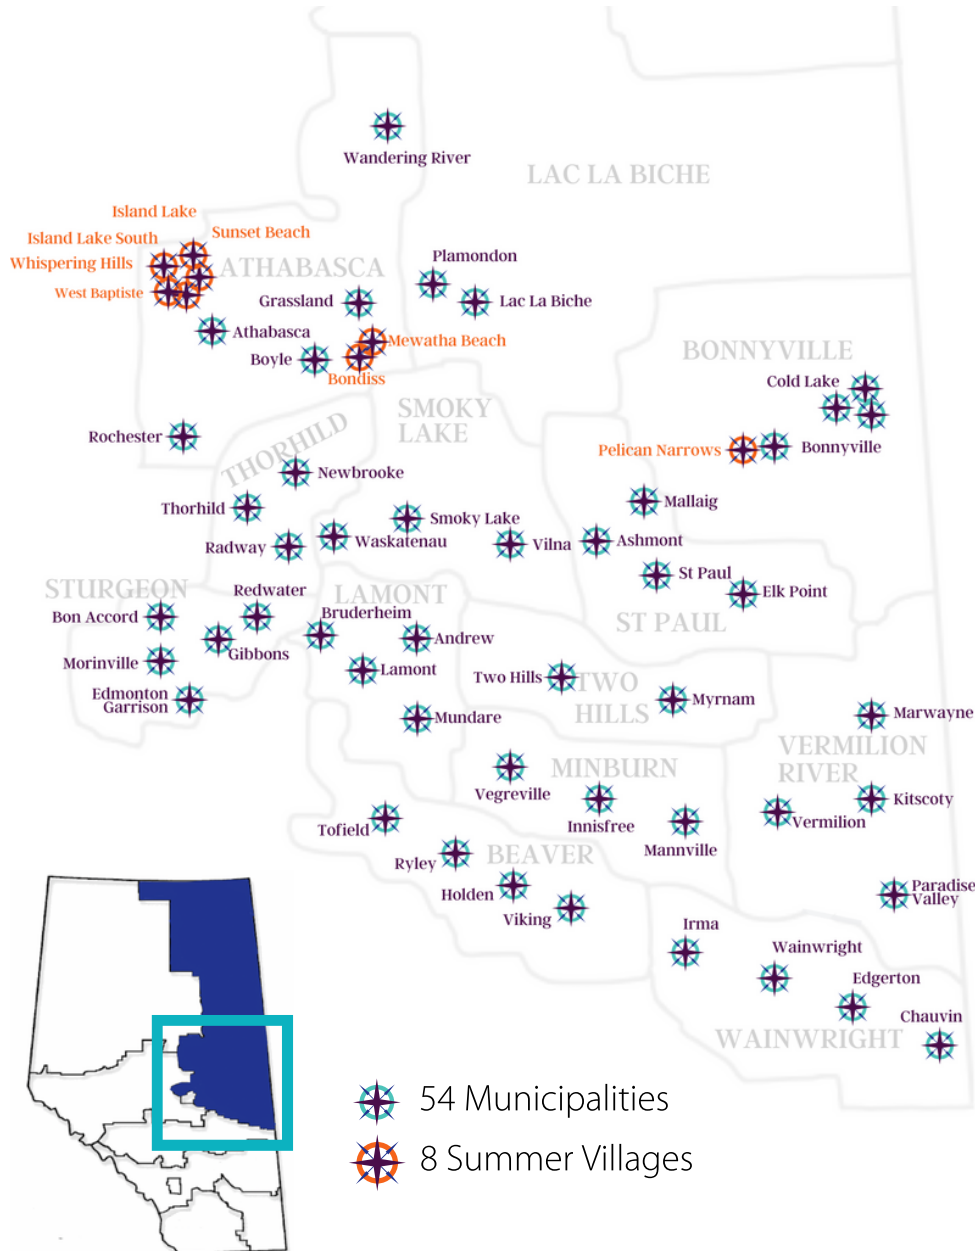 Wandering River
LAC LA BICHE
Island Lake
Sunset Beach
Island Lake South
Whispering Hills
ATHABASCA
Plamondon
West Baptiste
Grassland
Lac La Biche
Athabasca
Mewatha Beach
Boyle
Bondiss
BONNYVILLE
Cold Lake
SMOKY
LAKE
THORHILD
Rochester
Pelican Narrows
Bonnyville
Newbrooke
Thorhild
Mallaig
Smoky Lake
Radway
Waskatenau
Vilna
Ashmont
St Paul
STURGEON
Redwater
LAMONT
Elk Point
Bon Accord
Bruderheim
ST PAUL
Gibbons
Andrew
Morinville
Lamont
Two Hills
TWO
HILLS
Edmonton
Garrison
Myrnam
Mundare
Marwayne
VERMILION
RIVER
Vegreville
MINBURN
Kitscoty
Innisfree
Vermilion
Tofield
Mannville
Ryley
BEAVER
Holden
Paradise
Valley
Viking
Irma
Wainwright
Edgerton
Chauvin
WAINWRIGHT
54 Municipalities
8 Summer Villages